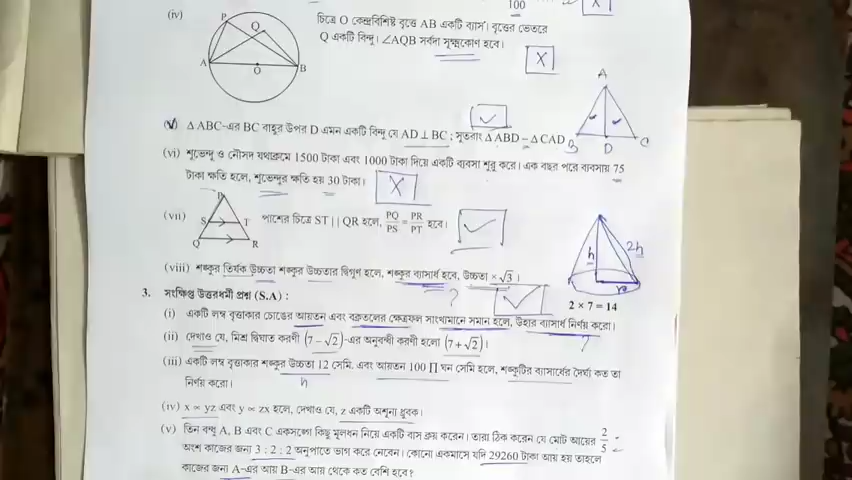 100
X
(iv) চিত্রে O কেন্দ্রবিশিষ্ট বৃত্তে AB একটি ব্যাস। বৃত্তের ভেতরে
Q একটি বিন্দু। ∠AQB সর্বদা সূক্ষ্মকোণ হবে।
P
Q
A
O
B
X
A
B
D
C
(v) Δ ABC-এর BC বাহুর উপর D এমন একটি বিন্দু যে AD ⊥ BC ; সুতরাং Δ ABD ~ Δ CAD
(vi) শুভেন্দু ও নৌসদ যথাক্রমে 1500 টাকা এবং 1000 টাকা দিয়ে একটি ব্যবসা শুরু করে। এক বছর পরে ব্যবসায় 75
টাকা ক্ষতি হলে, শুভেন্দুর ক্ষতি হয় 30 টাকা।
X
(vii) পাশের চিত্রে ST || QR হলে, PQ/PS = PR/PT হবে।
P
S
T
Q
R
h
2h
r
(viii) শঙ্কুর তির্যক উচ্চতা শঙ্কুর উচ্চতার দ্বিগুণ হলে, শঙ্কুর ব্যাসার্ধ হবে, উচ্চতা × √3 ।
?
2 × 7 = 14
3. সংক্ষিপ্ত উত্তরধর্মী প্রশ্ন (S.A) :
(i) একটি লম্ব বৃত্তাকার চোঙের আয়তন এবং বক্রতলের ক্ষেত্রফল সাংখ্যমানে সমান হলে, উহার ব্যাসার্ধ নির্ণয় করো।
(ii) দেখাও যে, মিশ্র দ্বিঘাত করণী (7 – √2)-এর অনুবন্ধী করণী হলো (7 + √2) ।
(iii) একটি লম্ব বৃত্তাকার শঙ্কুর উচ্চতা 12 সেমি. এবং আয়তন 100 Π ঘন সেমি হলে, শঙ্কুটির ব্যাসার্ধের দৈর্ঘ্য কত তা
নির্ণয় করো।
h
(iv) x ∝ yz এবং y ∝ zx হলে, দেখাও যে, z একটি অশূন্য ধ্রুবক।
(v) তিন বন্ধু A, B এবং C একসঙ্গে কিছু মূলধন নিয়ে একটি বাস ক্রয় করেন। তারা ঠিক করেন যে মোট আয়ের 2/5
অংশ কাজের জন্য 3 : 2 : 2 অনুপাতে ভাগ করে নেবেন। কোনো একমাসে যদি 29260 টাকা আয় হয় তাহলে
কাজের জন্য A-এর আয় B-এর আয় থেকে কত বেশি হবে?